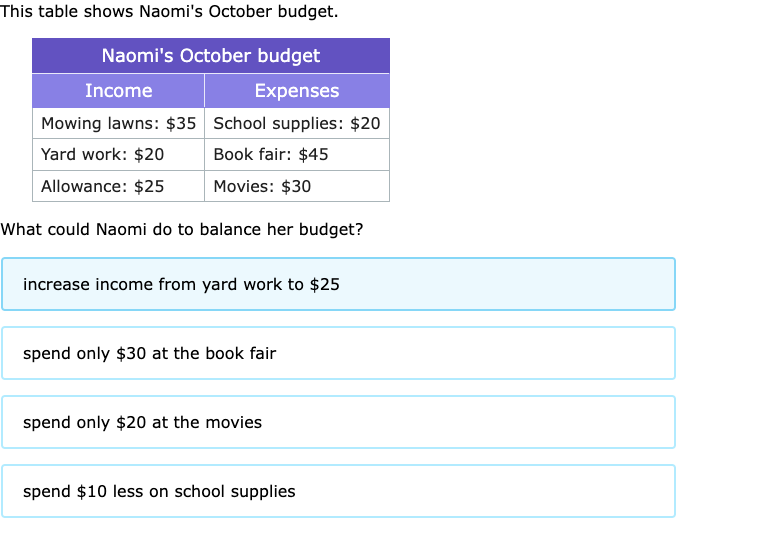 This table shows Naomi's October budget.
Naomi's October budget
Income Expenses
Mowing lawns: $35 School supplies: $20
Yard work: $20 Book fair: $45
Allowance: $25 Movies: $30
What could Naomi do to balance her budget?
increase income from yard work to $25
spend only $30 at the book fair
spend only $20 at the movies
spend $10 less on school supplies